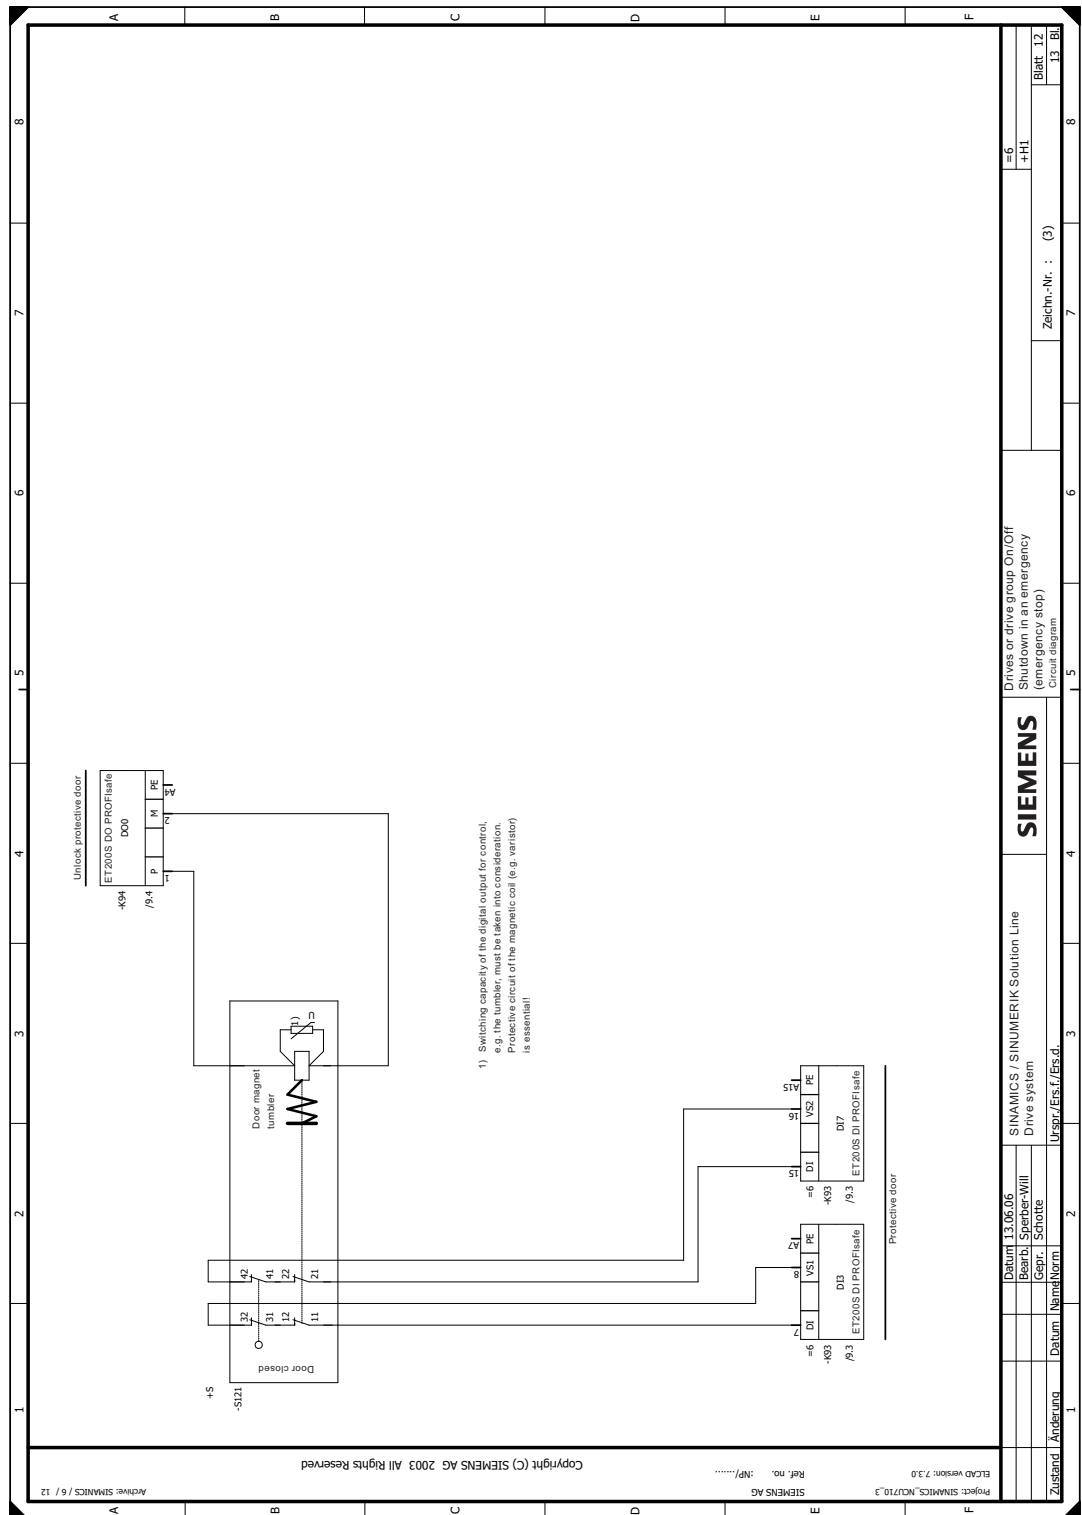 1 2 3 4 5 6 7 8
A
B
C
D
E
F
Unlock protective door
-K94
/9.4
ET200S DO PROFIsafe
DO0
P M PE
1 2 A4
+S
-S121
Door closed
32 42
31 41
12 22
11 21
Door magnet
tumbler
1)
U
1) Switching capacity of the digital output for control,
e.g. the tumbler, must be taken into consideration.
Protective circuit of the magnetic coil (e.g. varistor)
is essential!
7 8 A7
=6 DI VS1 PE
-K93
DI3
/9.3
ET200S DI PROFIsafe
15 16 A15
=6 DI VS2 PE
-K93
DI7
/9.3
ET200S DI PROFIsafe
Protective door
A
B
C
D
E
F
Archive: SIMANICS / 6 / 12
Copyright (C) SIEMENS AG 2003 All Rights Reserved
SIEMENS AG
Ref. no. :NP/.......
Project: SINAMICS_NCU710_3
ELCAD version: 7.3.0
Zustand Änderung Datum Name Norm
Datum 13.06.06
Bearb. Sperber-Will
Gepr. Schotte
SINAMICS / SINUMERIK Solution Line
Drive system
Urspr./Ers.f./Ers.d.
SIEMENS
Drives or drive group On/Off
Shutdown in an emergency
(emergency stop)
Circuit diagram
Zeichn.-Nr. : (3)
=6
+H1
Blatt 12
13 Bl.
1 2 3 4 5 6 7 8